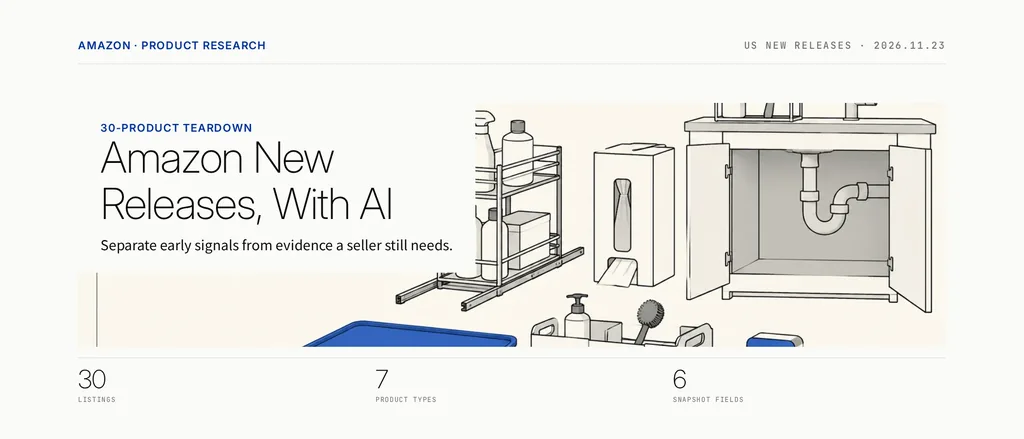 AMAZON · PRODUCT RESEARCH
US NEW RELEASES · 2026.11.23
30-PRODUCT TEARDOWN
Amazon New
Releases, With AI
Separate early signals from evidence a seller still needs.
30
LISTINGS
7
PRODUCT TYPES
6
SNAPSHOT FIELDS